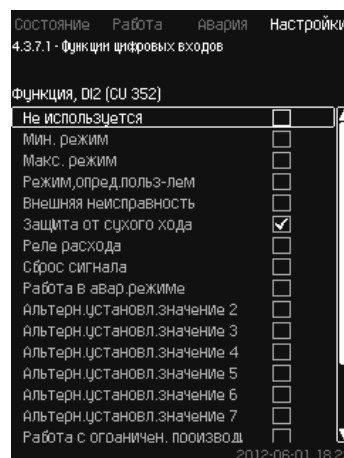 Состояние Работа Авария Настройки
4.3.7.1 - Функции цифровых входов
Функция, DI2 (CU 352)
Не используется
Мин. режим
Макс. режим
Режим,опред.польз-лем
Внешняя неисправность
Защита от сухого хода
Реле расхода
Сброс сигнала
Работа в авар.режиме
Альтерн.установл.значение 2
Альтерн.установл.значение 3
Альтерн.установл.значение 4
Альтерн.установл.значение 5
Альтерн.установл.значение 6
Альтерн.установл.значение 7
Работа с ограничен. производ
2012-06-01 18:2